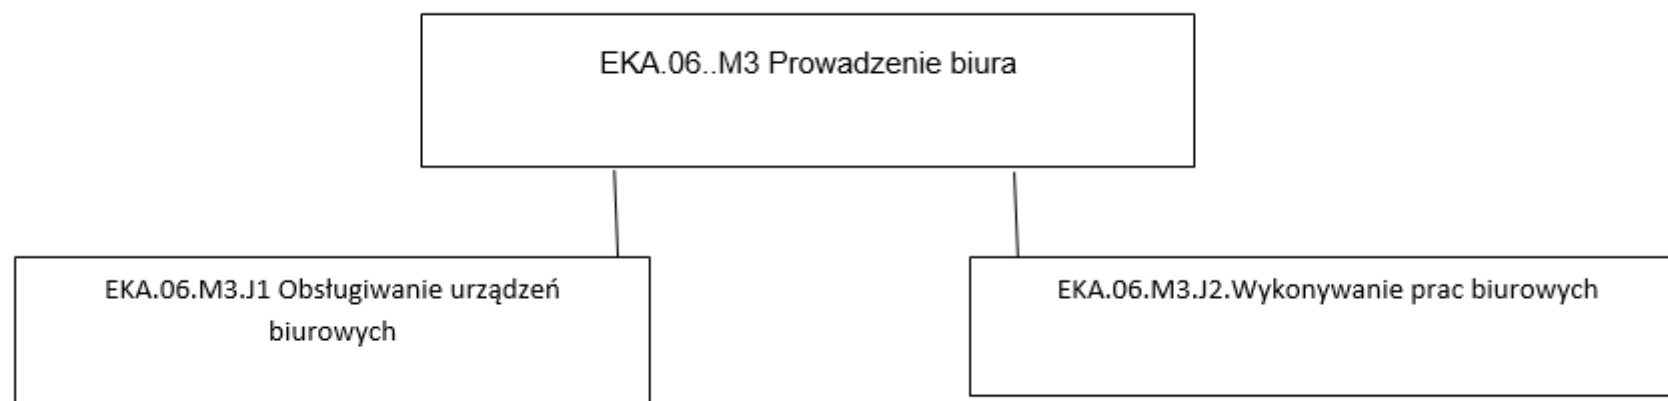 EKA.06..M3 Prowadzenie biura
EKA.06.M3.J1 Obsługiwanie urządzeń
biurowych
EKA.06.M3.J2.Wykonywanie prac biurowych